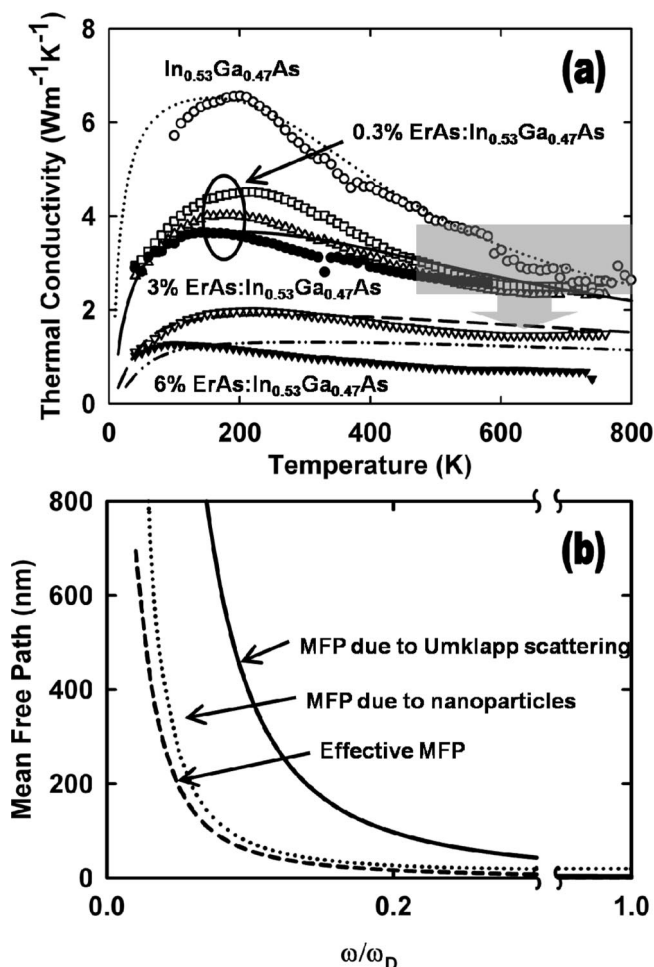 (a)
Thermal Conductivity (Wm⁻¹K⁻¹)
8
6
4
2
0
In₀.₅₃Ga₀.₄₇As
0.3% ErAs:In₀.₅₃Ga₀.₄₇As
3% ErAs:In₀.₅₃Ga₀.₄₇As
6% ErAs:In₀.₅₃Ga₀.₄₇As
0 200 400 600 800
Temperature (K)
(b)
Mean Free Path (nm)
800
600
400
200
0
MFP due to Umklapp scattering
MFP due to nanoparticles
Effective MFP
0.0 0.2 1.0
ω/ω_D